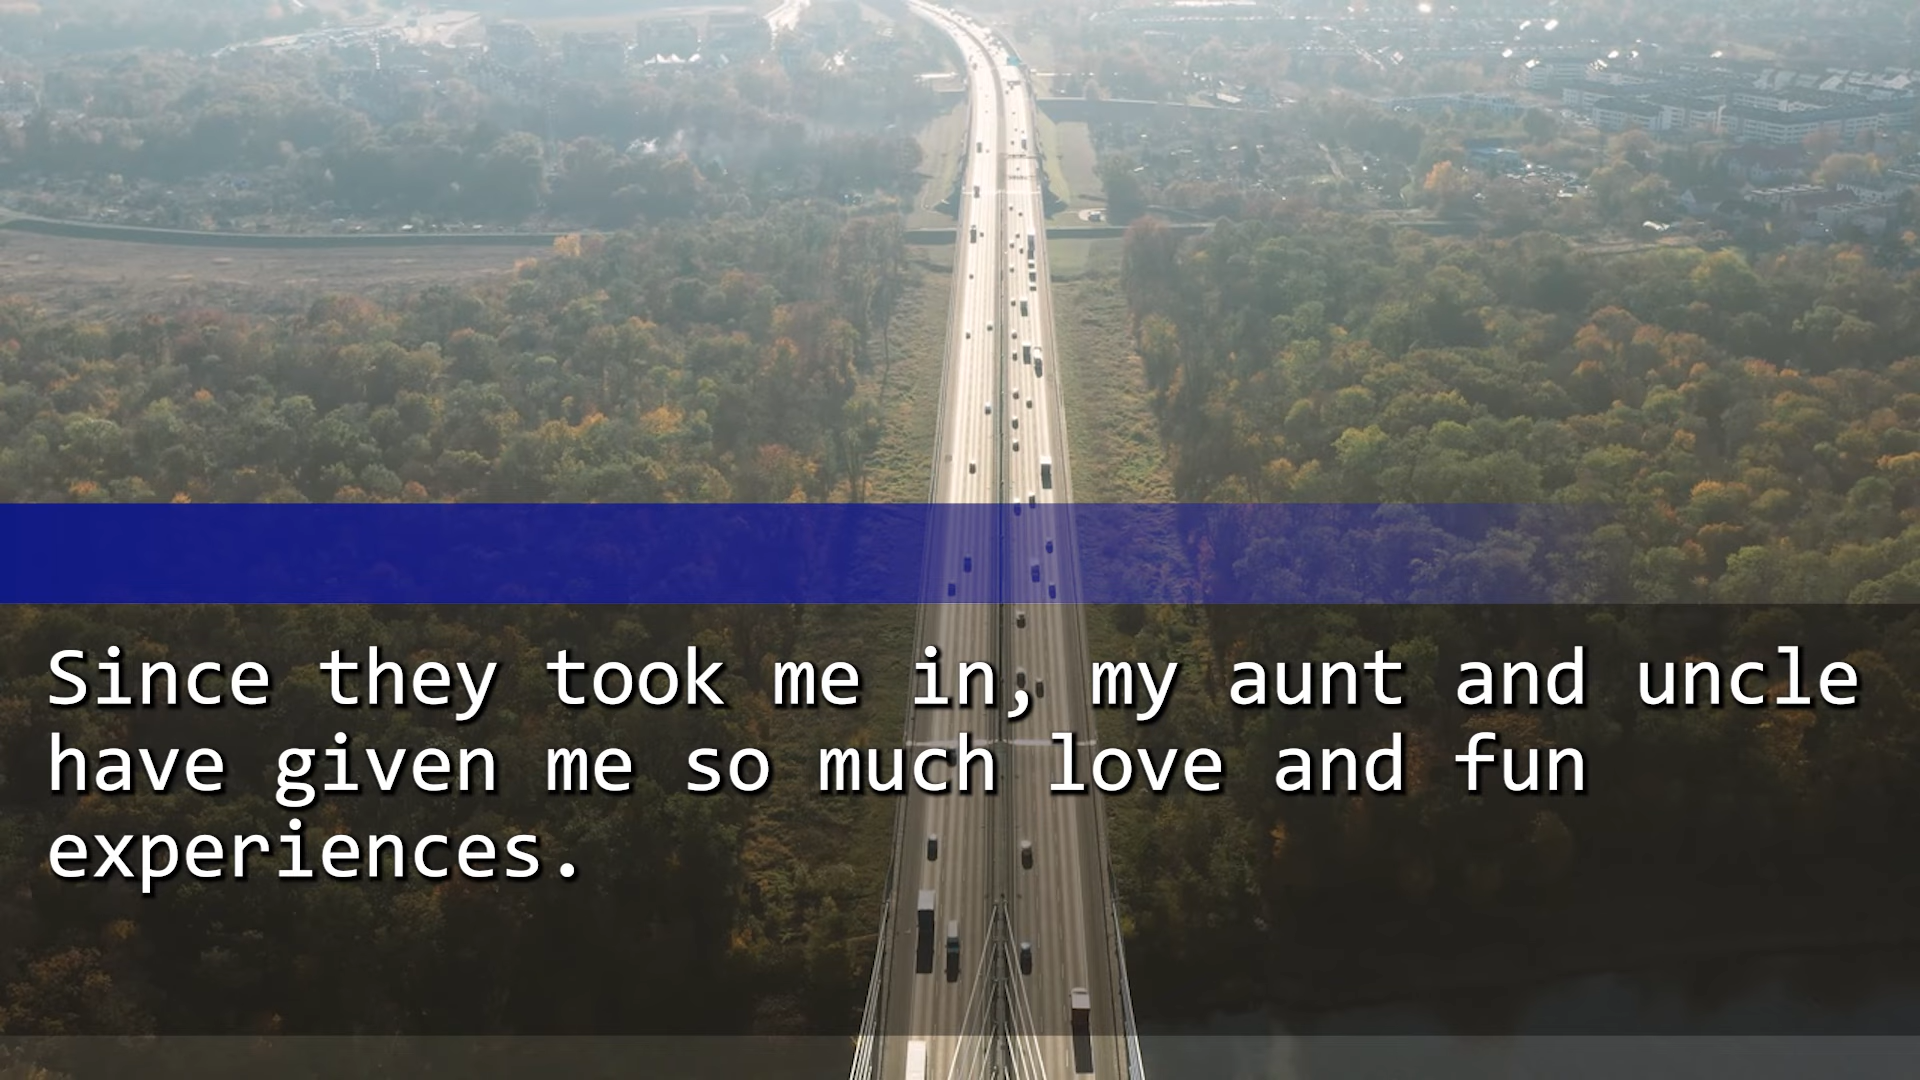 Since they took me in, my aunt and uncle
have given me so much love and fun
experiences.